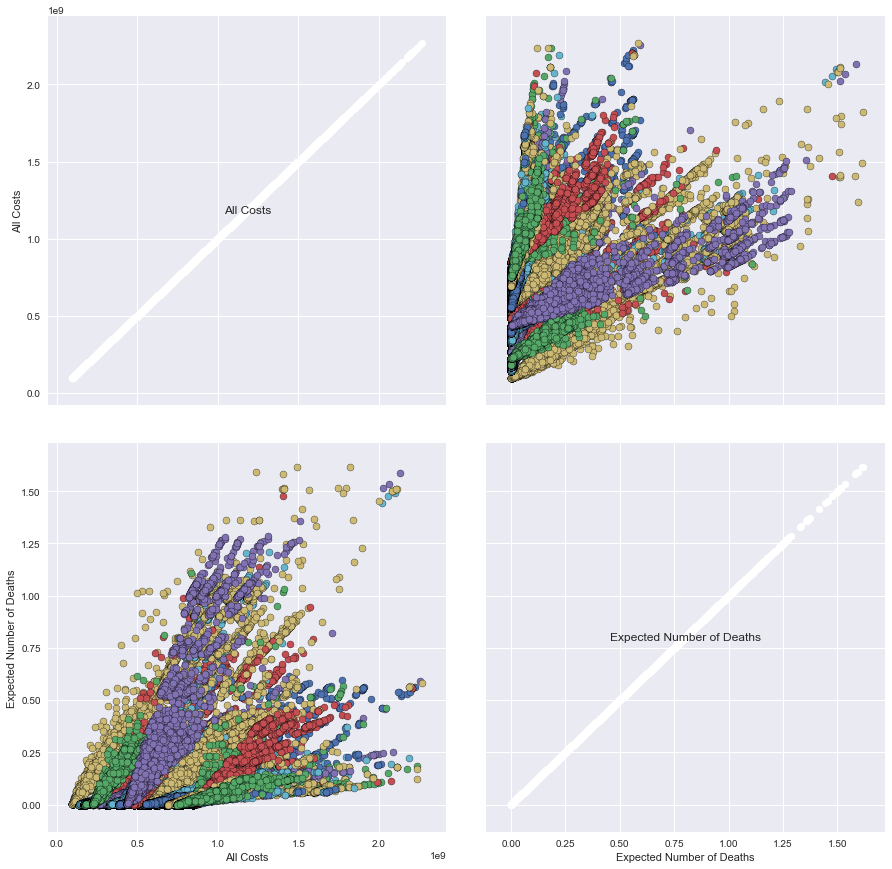 1e9
2.0
1.5
1.0
0.5
0.0
All Costs
All Costs
1.50
1.25
1.00
0.75
0.50
0.25
0.00
Expected Number of Deaths
0.0 0.5 1.0 1.5 2.0
1e9
All Costs
Expected Number of Deaths
0.00 0.25 0.50 0.75 1.00 1.25 1.50
Expected Number of Deaths